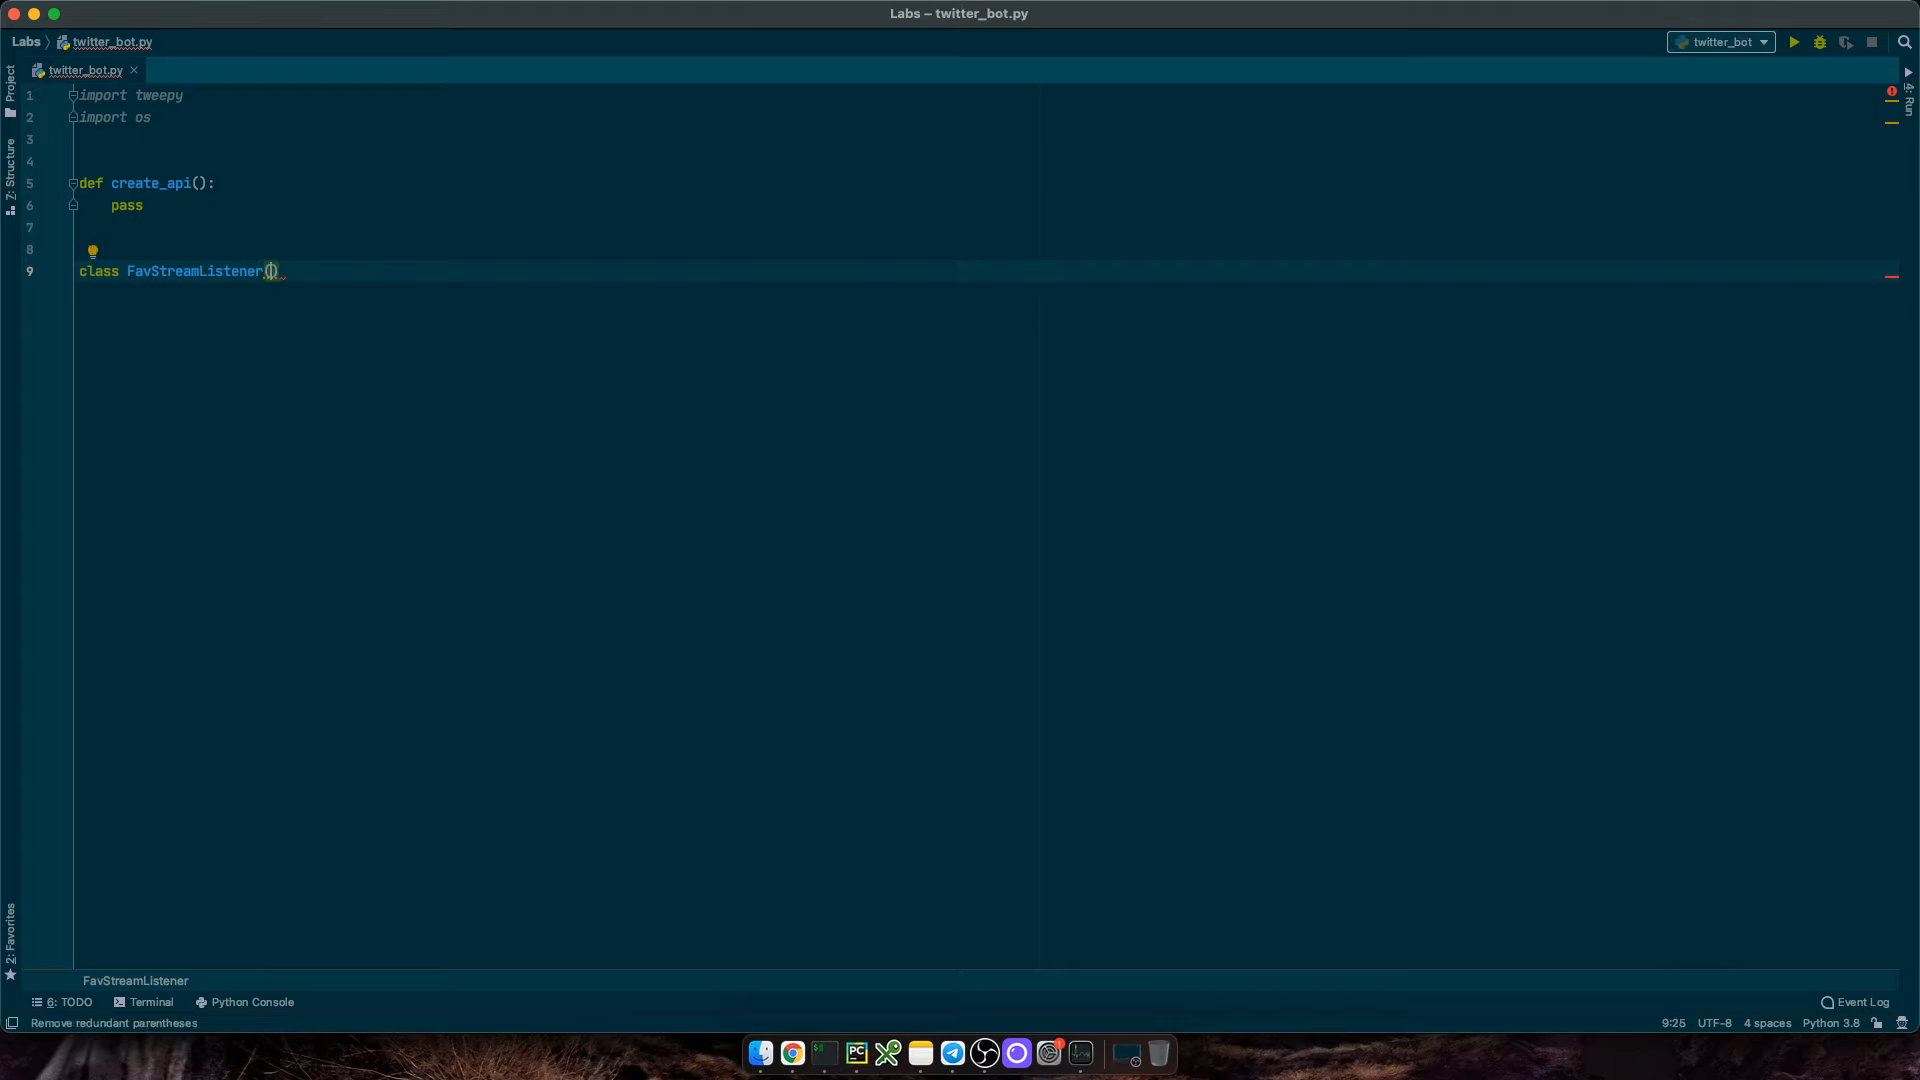 Labs – twitter_bot.py
Labs twitter_bot.py
twitter_bot
twitter_bot.py
Project
Z: Structure
2: Favorites
4: Run
1 import tweepy
2 import os
3
4
5 def create_api():
6 pass
7
8
9 class FavStreamListener()
FavStreamListener
6: TODO Terminal Python Console Event Log
Remove redundant parentheses 9:25 UTF-8 4 spaces Python 3.8
$ PC 1